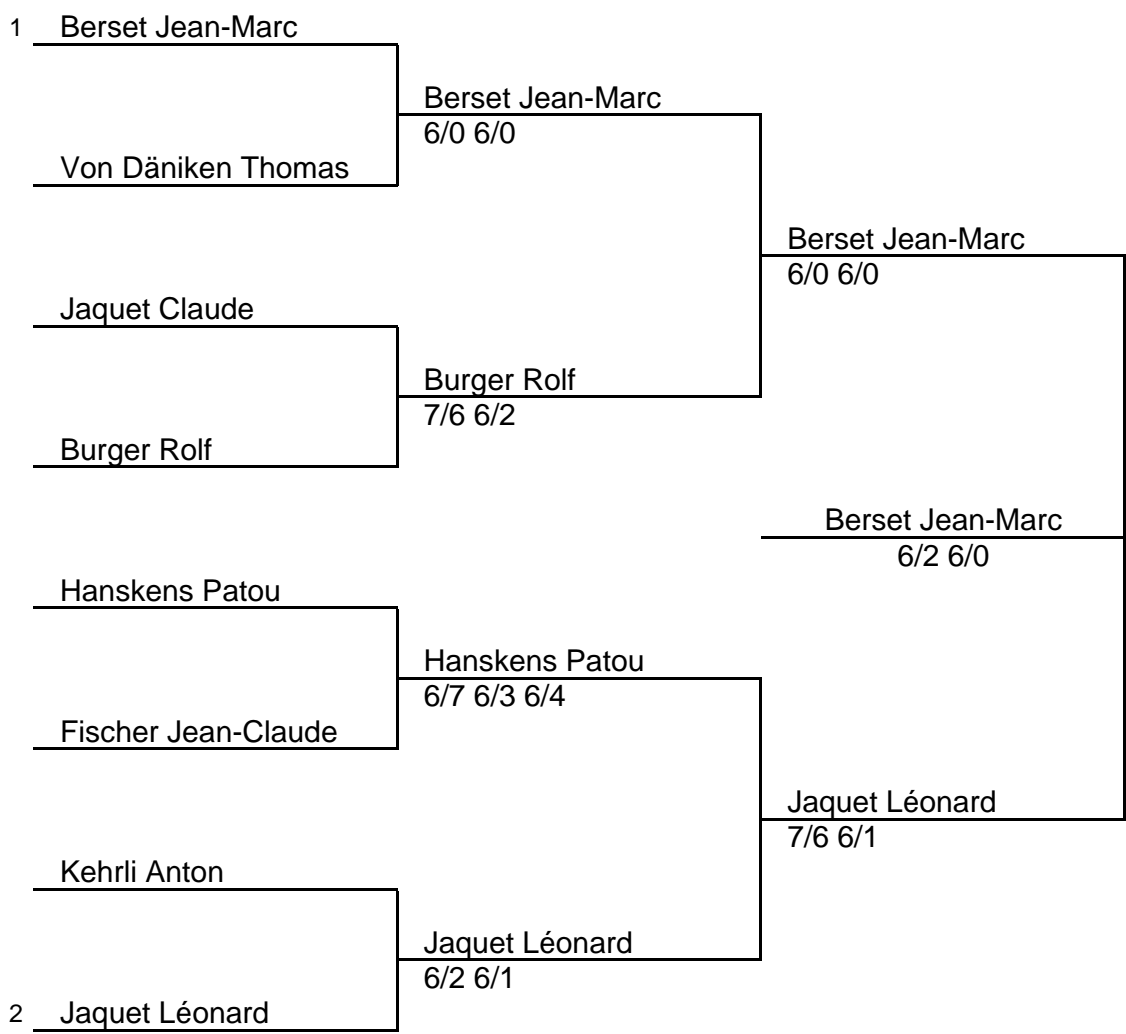 1 Berset Jean-Marc
Berset Jean-Marc
6/0 6/0
Von Däniken Thomas
Berset Jean-Marc
6/0 6/0
Jaquet Claude
Burger Rolf
7/6 6/2
Burger Rolf
Berset Jean-Marc
6/2 6/0
Hanskens Patou
Hanskens Patou
6/7 6/3 6/4
Fischer Jean-Claude
Jaquet Léonard
7/6 6/1
Kehrli Anton
Jaquet Léonard
6/2 6/1
2 Jaquet Léonard